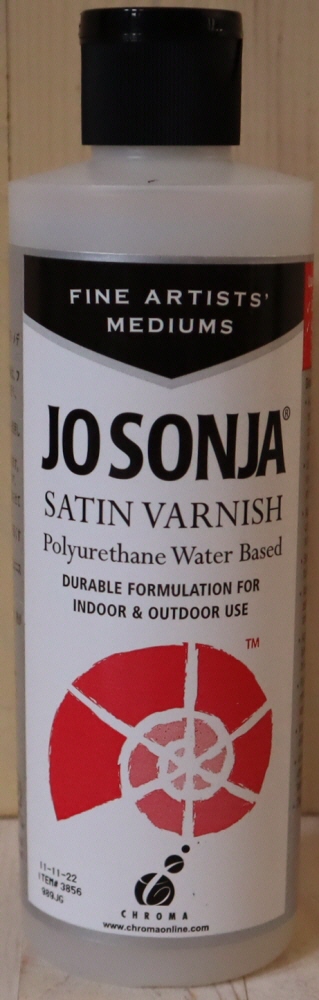 FINE ARTISTS'
MEDIUMS
JO SONJA®
SATIN VARNISH
Polyurethane Water Based
DURABLE FORMULATION FOR
INDOOR & OUTDOOR USE
TM
11-11-22
ITEM# 3856
989JG
CHROMA
www.chromaonline.com